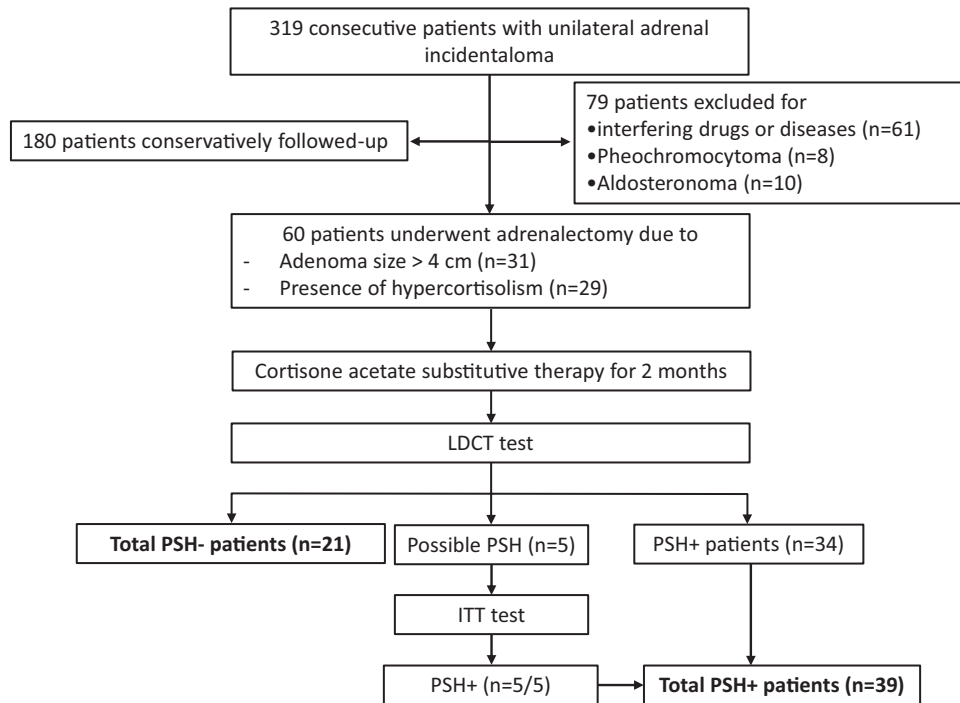 319 consecutive patients with unilateral adrenal
incidentaloma
180 patients conservatively followed-up
79 patients excluded for
•interfering drugs or diseases (n=61)
•Pheochromocytoma (n=8)
•Aldosteronoma (n=10)
60 patients underwent adrenalectomy due to
- Adenoma size > 4 cm (n=31)
- Presence of hypercortisolism (n=29)
Cortisone acetate substitutive therapy for 2 months
LDCT test
Total PSH- patients (n=21)
Possible PSH (n=5)
PSH+ patients (n=34)
ITT test
PSH+ (n=5/5)
Total PSH+ patients (n=39)